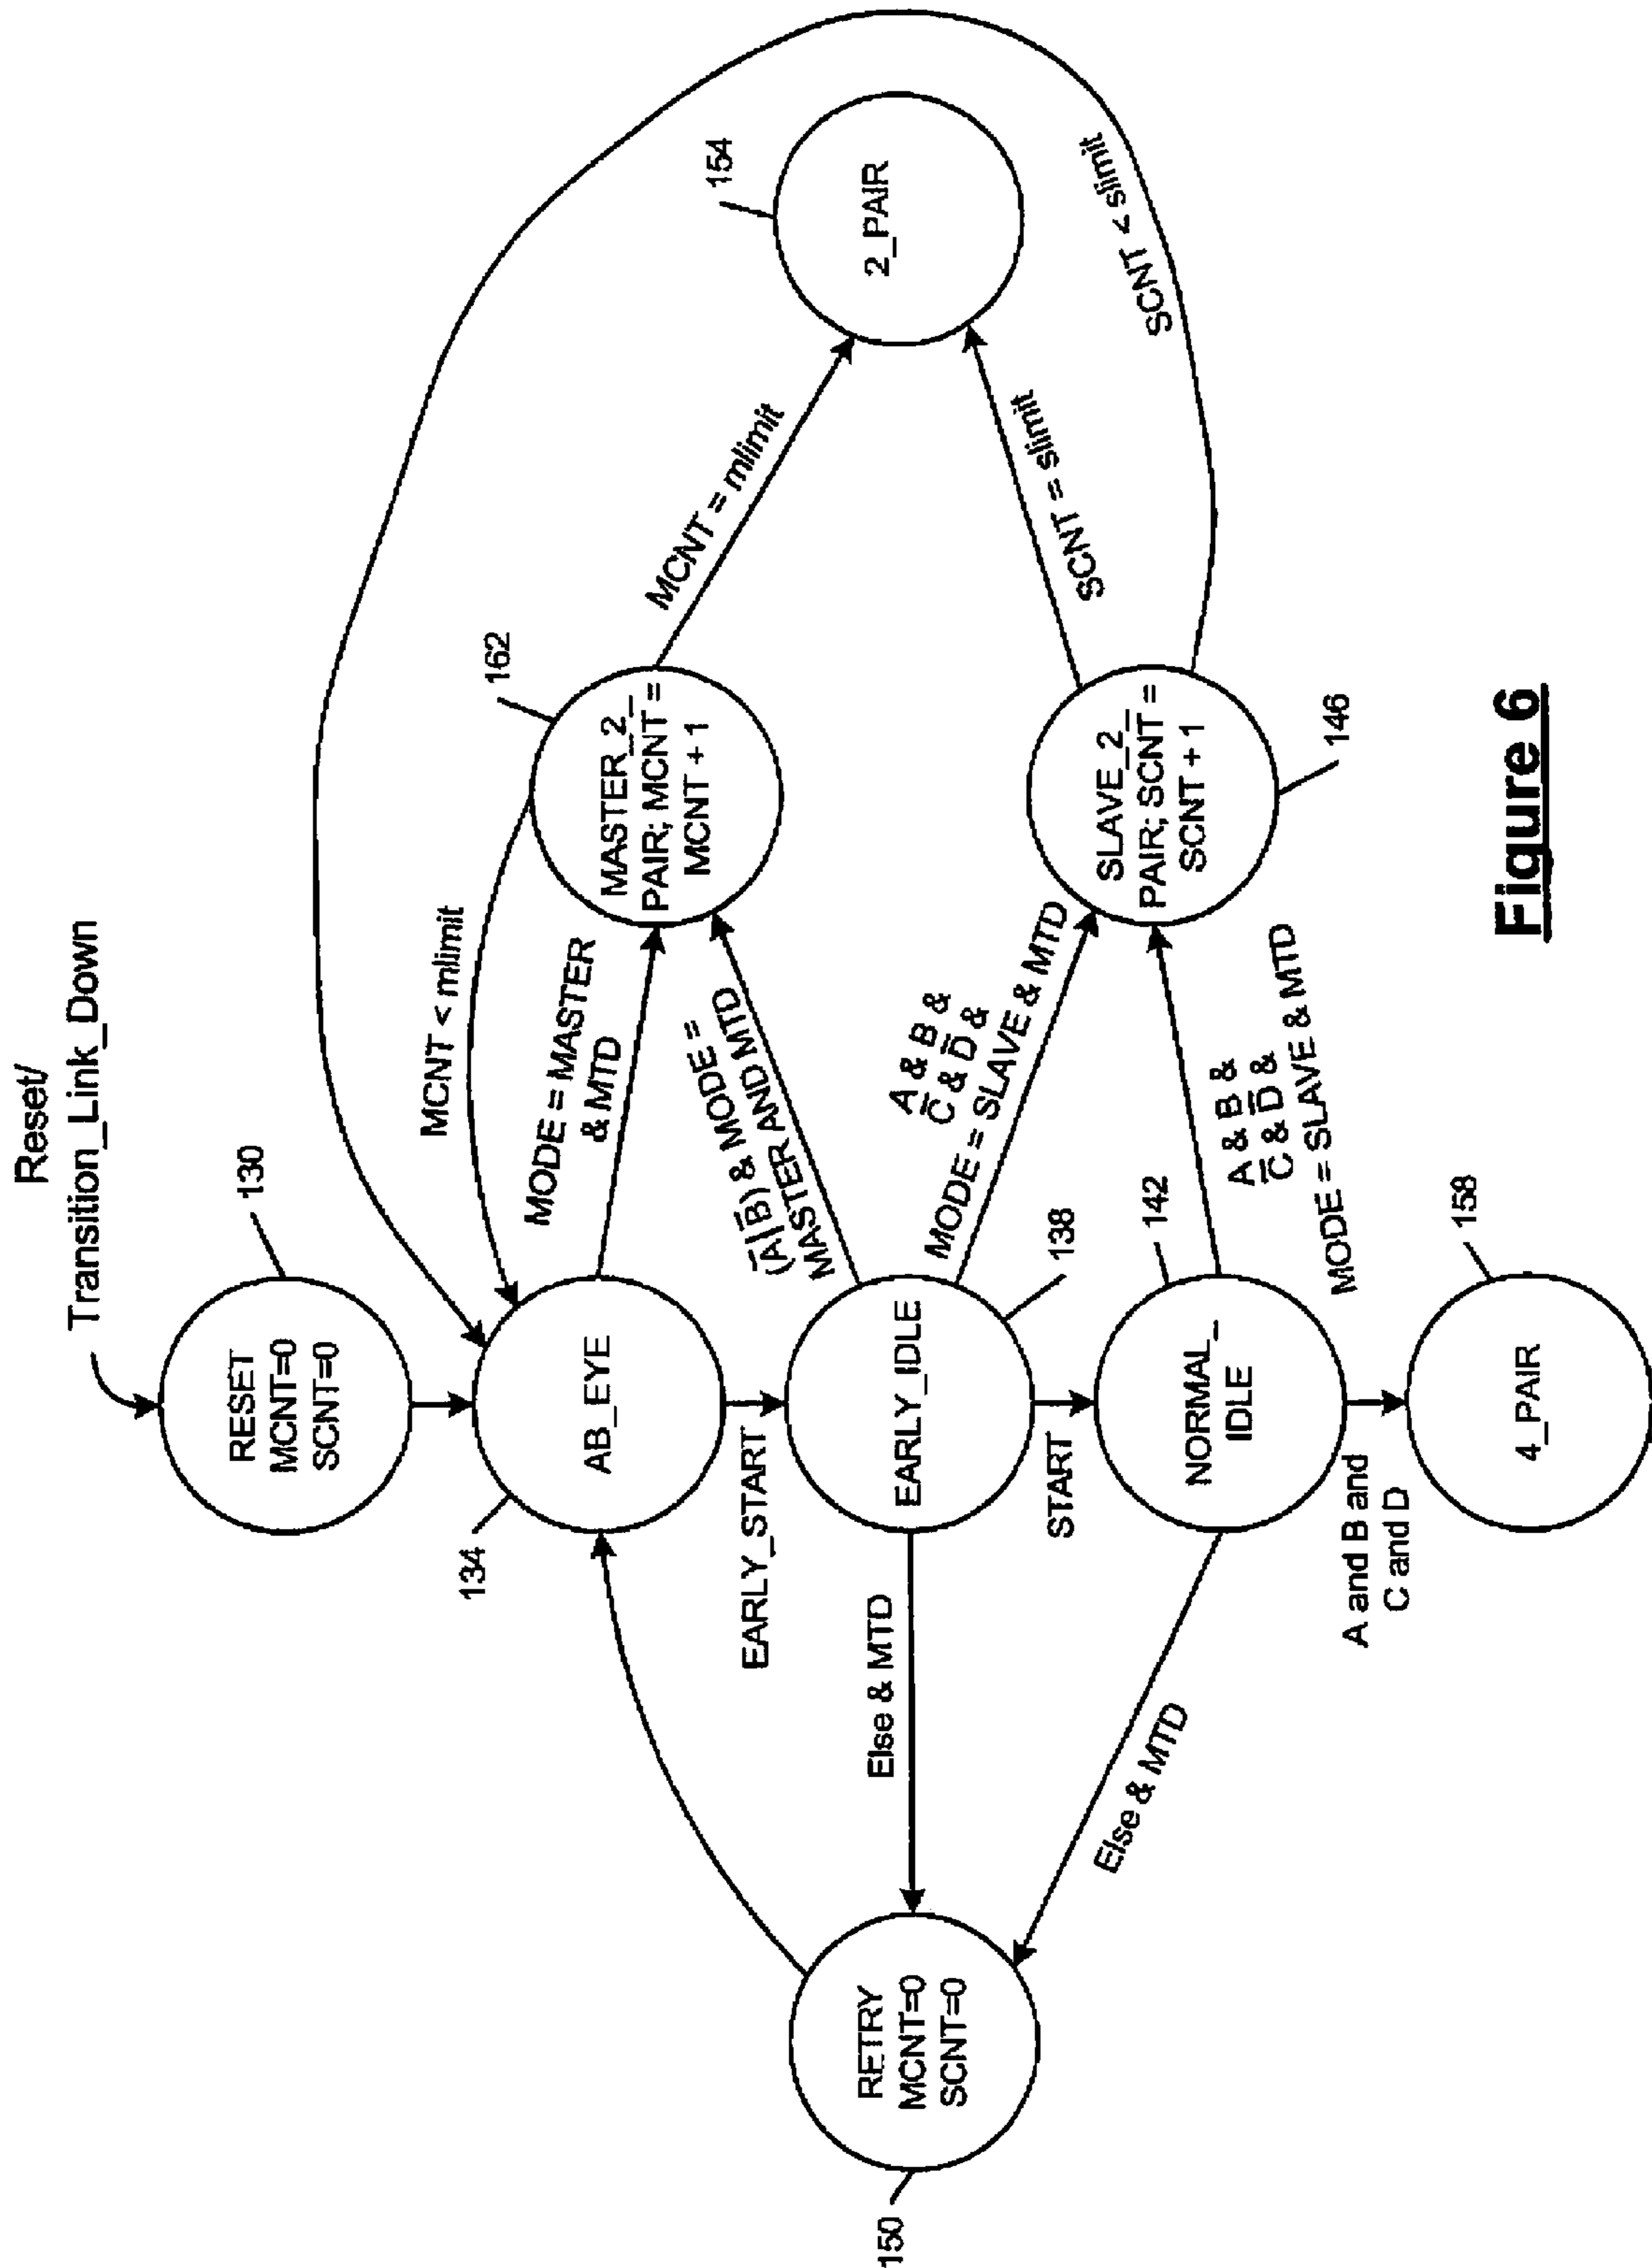 Reset/
Transition_Link_Down
130
RESET
MCNT=0
SCNT=0
134
AB_EYE
MCNT < mlimit
MODE = MASTER
& MTD
162
MASTER_2_
PAIR; MCNT =
MCNT + 1
MCNT = mlimit
154
2_PAIR
EARLY_START
(A̅|B̅) & MODE =
MASTER AND MTD
EARLY_IDLE
138
Else & MTD
150
RETRY
MCNT=0
SCNT=0
A & B &
C̅ & D̅ &
MODE = SLAVE & MTD
SLAVE_2_
PAIR; SCNT =
SCNT + 1
146
SCNT = slimit
SCNT < slimit
START
142
NORMAL_
IDLE
A & B &
C̅ & D̅ &
MODE = SLAVE & MTD
Else & MTD
A and B and
C and D
158
4_PAIR
Figure 6